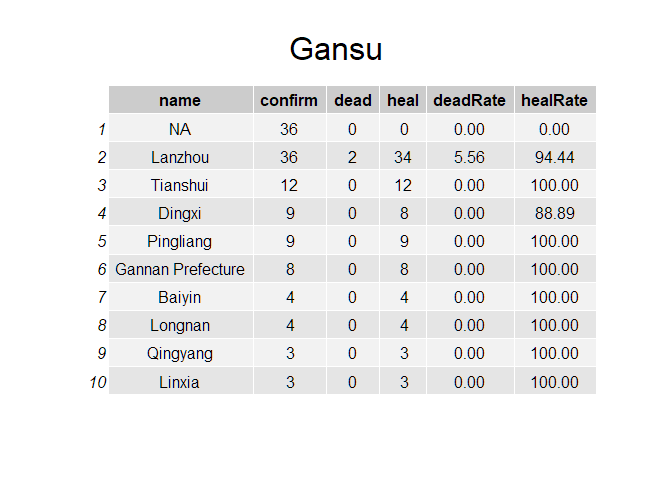 Gansu
name confirm dead heal deadRate healRate
1 NA 36 0 0 0.00 0.00
2 Lanzhou 36 2 34 5.56 94.44
3 Tianshui 12 0 12 0.00 100.00
4 Dingxi 9 0 8 0.00 88.89
5 Pingliang 9 0 9 0.00 100.00
6 Gannan Prefecture 8 0 8 0.00 100.00
7 Baiyin 4 0 4 0.00 100.00
8 Longnan 4 0 4 0.00 100.00
9 Qingyang 3 0 3 0.00 100.00
10 Linxia 3 0 3 0.00 100.00